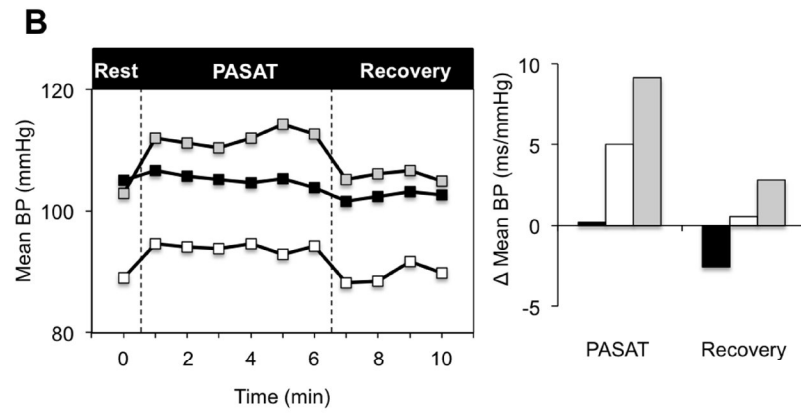 B
Rest PASAT Recovery
120
100
80
Mean BP (mmHg)
0 2 4 6 8 10
Time (min)
10
5
0
-5
Δ Mean BP (ms/mmHg)
PASAT Recovery